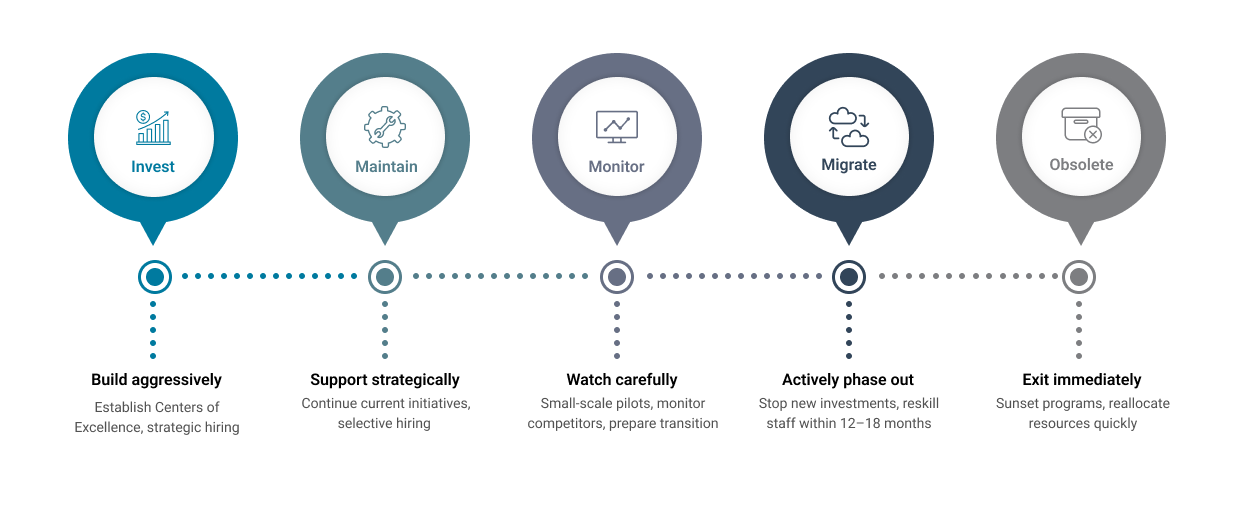 $
Invest
Maintain
Monitor
Migrate
Obsolete
Build aggressively
Establish Centers of
Excellence, strategic hiring
Support strategically
Continue current initiatives,
selective hiring
Watch carefully
Small-scale pilots, monitor
competitors, prepare transition
Actively phase out
Stop new investments, reskill
staff within 12–18 months
Exit immediately
Sunset programs, reallocate
resources quickly